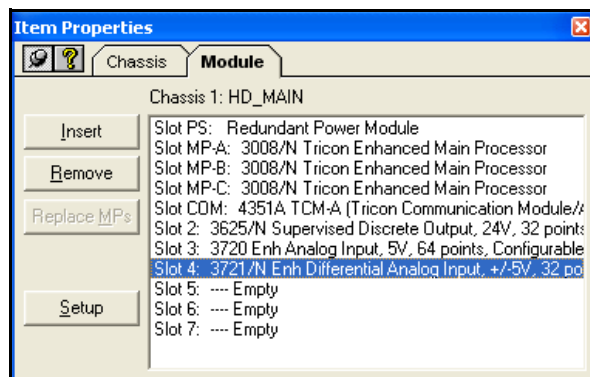 Item Properties
Chassis Module
Chassis 1: HD_MAIN
Insert
Remove
Replace MPs
Setup
Slot PS: Redundant Power Module
Slot MP-A: 3008/N Tricon Enhanced Main Processor
Slot MP-B: 3008/N Tricon Enhanced Main Processor
Slot MP-C: 3008/N Tricon Enhanced Main Processor
Slot COM: 4351A TCM-A (Tricon Communication Module/
Slot 2: 3625/N Supervised Discrete Output, 24V, 32 points
Slot 3: 3720 Enh Analog Input, 5V, 64 points, Configurable
Slot 4: 3721/N Enh Differential Analog Input, +/-5V, 32 po
Slot 5: ---- Empty
Slot 6: ---- Empty
Slot 7: ---- Empty